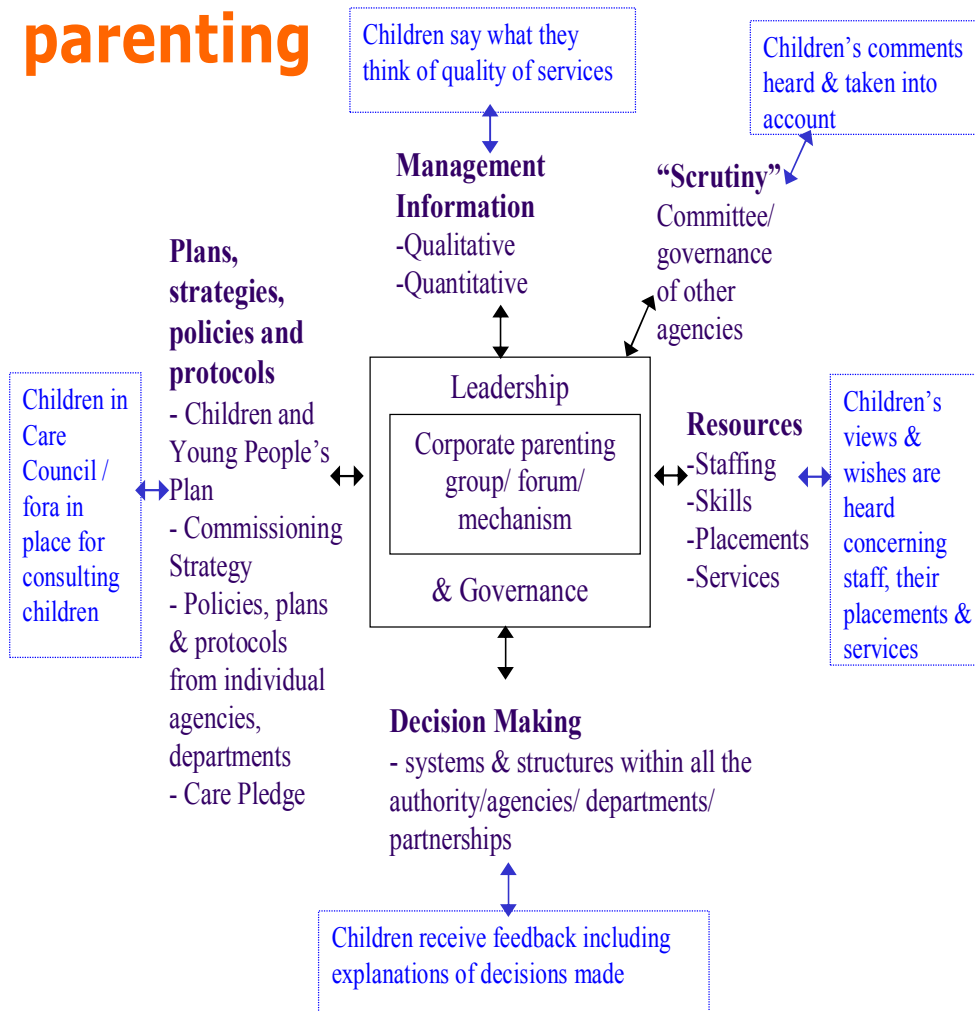 parenting
Children say what they
think of quality of services
Children’s comments
heard & taken into
account
Management
Information
-Qualitative
-Quantitative
“Scrutiny”
Committee/
governance
of other
agencies
Plans,
strategies,
policies and
protocols
- Children and
Young People’s
Plan
- Commissioning
Strategy
- Policies, plans
& protocols
from individual
agencies,
departments
- Care Pledge
Children in
Care
Council /
fora in
place for
consulting
children
Leadership
Corporate parenting
group/ forum/
mechanism
& Governance
Resources
-Staffing
-Skills
-Placements
-Services
Children’s
views &
wishes are
heard
concerning
staff, their
placements &
services
Decision Making
- systems & structures within all the
authority/agencies/ departments/
partnerships
Children receive feedback including
explanations of decisions made